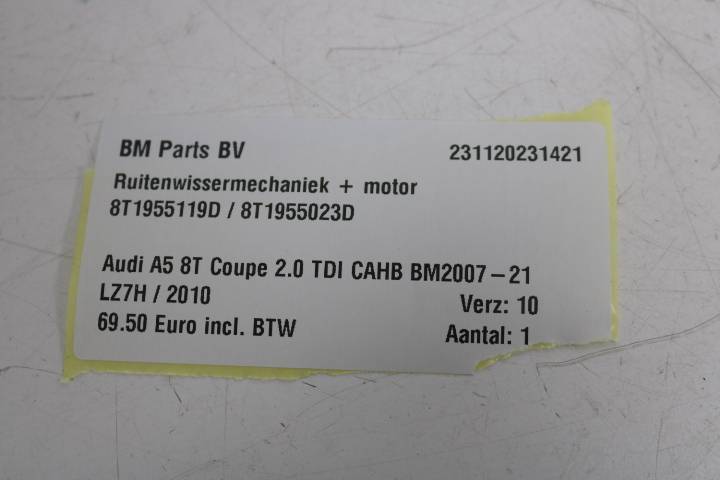 BM Parts BV 231120231421
Ruitenwissermechaniek + motor
8T1955119D / 8T1955023D
Audi A5 8T Coupe 2.0 TDI CAHB BM2007-21
LZ7H / 2010 Verz: 10
69.50 Euro incl. BTW Aantal: 1